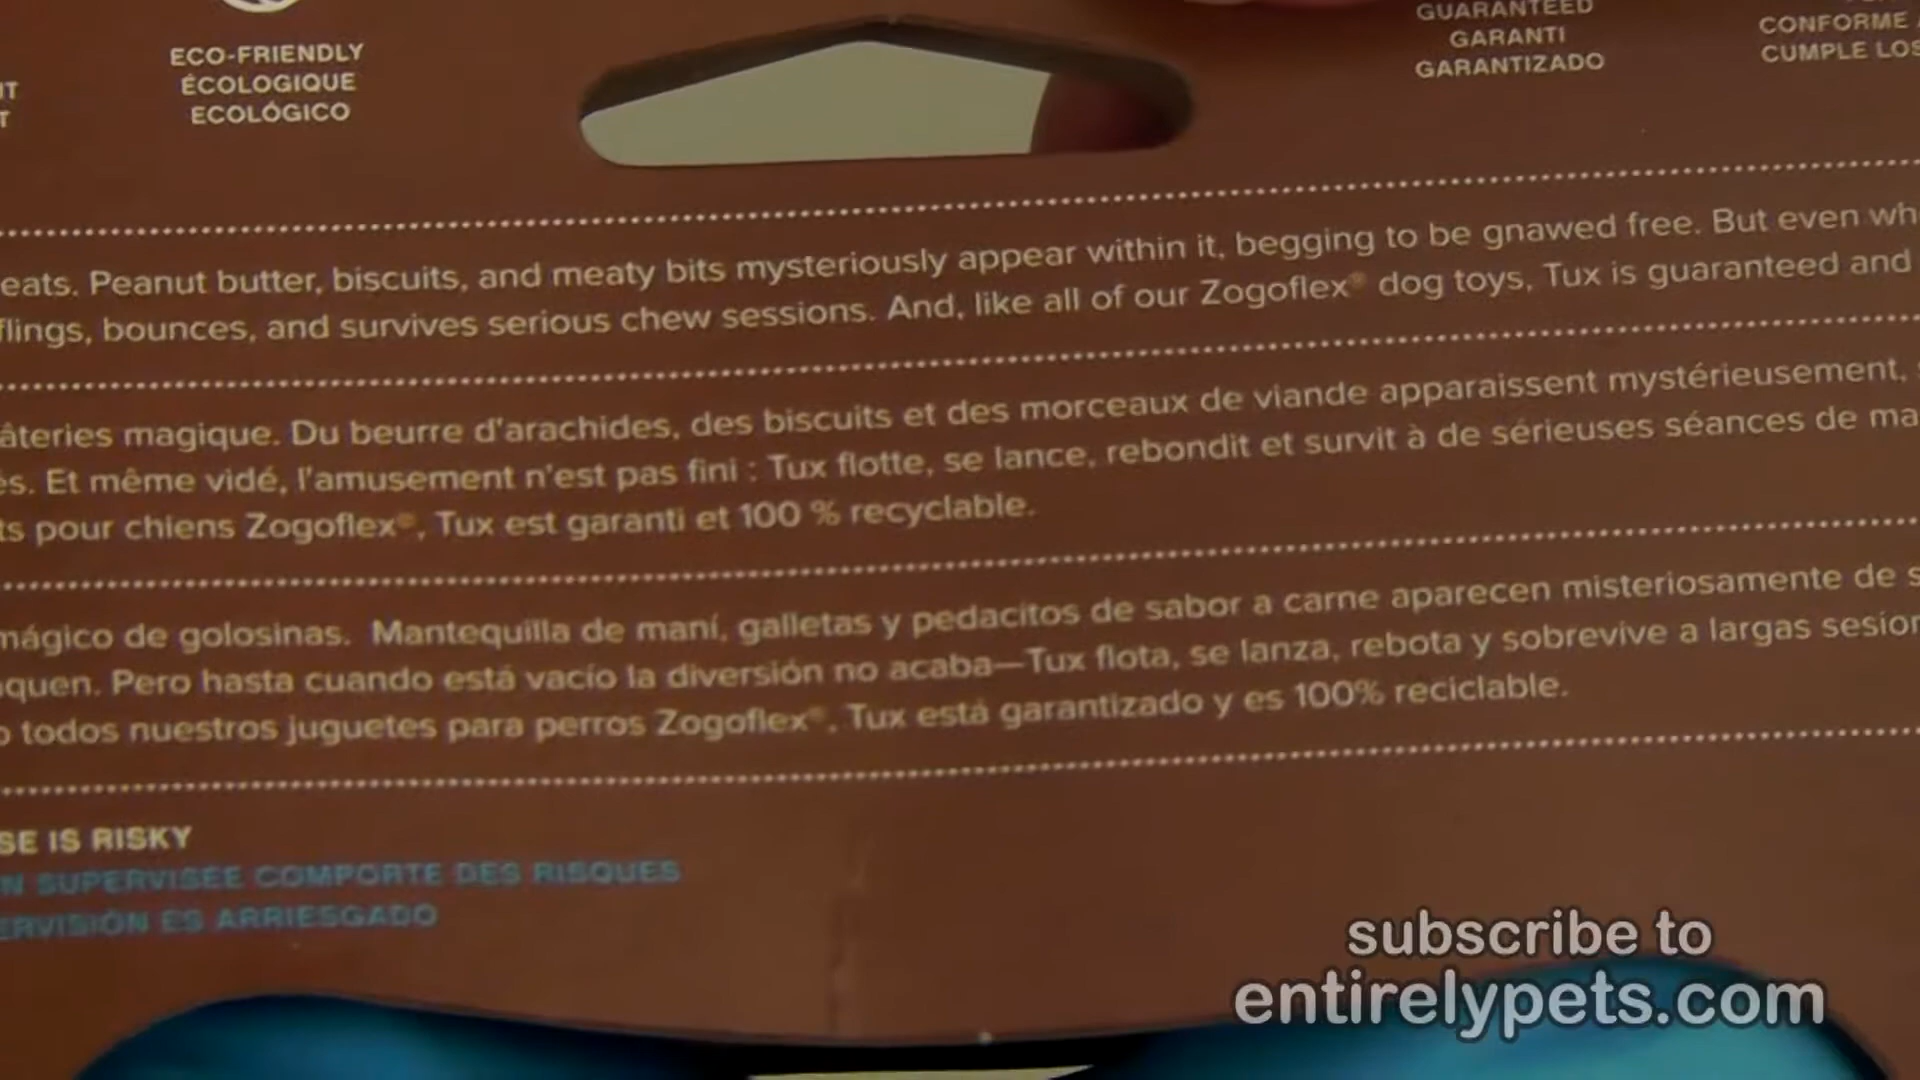 ECO-FRIENDLY
ÉCOLOGIQUE
ECOLÓGICO
GUARANTEED
GARANTI
GARANTIZADO
CONFORME
CUMPLE LOS
eats. Peanut butter, biscuits, and meaty bits mysteriously appear within it, begging to be gnawed free. But even wh
flings, bounces, and survives serious chew sessions. And, like all of our Zogoflex® dog toys, Tux is guaranteed and
âteries magique. Du beurre d'arachides, des biscuits et des morceaux de viande apparaissent mystérieusement,
és. Et même vidé, l'amusement n'est pas fini : Tux flotte, se lance, rebondit et survit à de sérieuses séances de ma
ts pour chiens Zogoflex®, Tux est garanti et 100 % recyclable.
mágico de golosinas. Mantequilla de maní, galletas y pedacitos de sabor a carne aparecen misteriosamente de s
quen. Pero hasta cuando está vacío la diversión no acaba—Tux flota, se lanza, rebota y sobrevive a largas sesion
o todos nuestros juguetes para perros Zogoflex®, Tux está garantizado y es 100% reciclable.
SE IS RISKY
N SUPERVISÉE COMPORTE DES RISQUES
ERVISIÓN ES ARRIESGADO
subscribe to
entirelypets.com